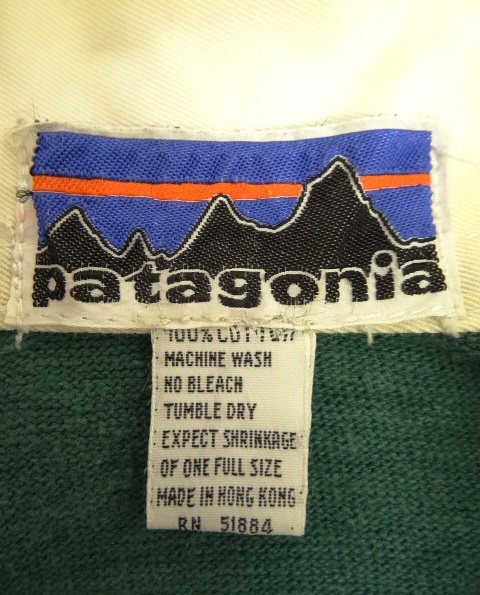 patagonia
100% COTTON
MACHINE WASH
NO BLEACH
TUMBLE DRY
EXPECT SHRINKAGE
OF ONE FULL SIZE
MADE IN HONG KONG
RN 51884